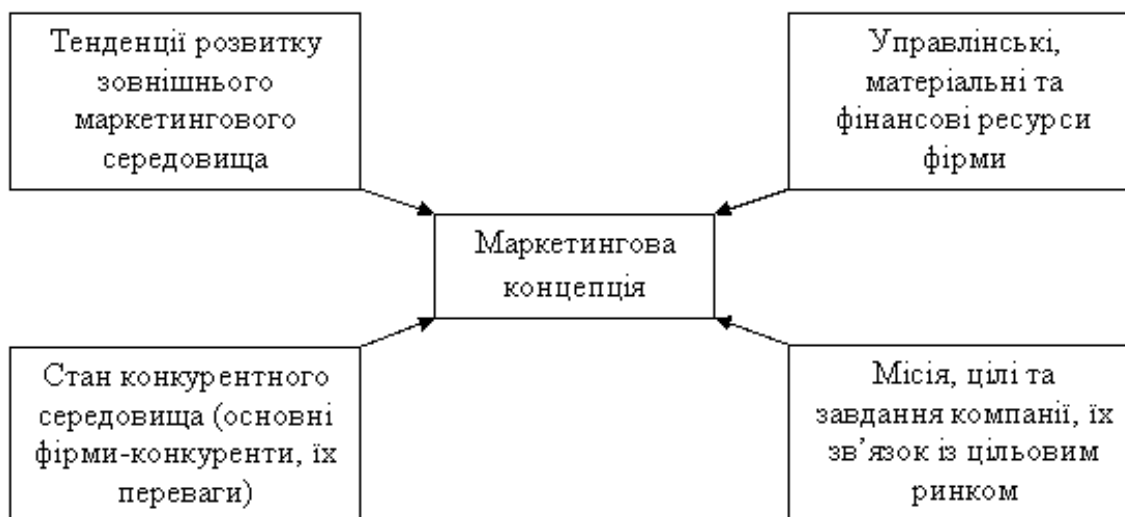 Тенденції розвитку
зовнішнього
маркетингового
середовища
Управлінські,
матеріальні та
фінансові ресурси
фірми
Маркетингова
концепція
Стан конкурентного
середовища (основні
фірми-конкуренти, їх
переваги)
Місія, цілі та
завдання компанії, їх
зв’язок із цільовим
ринком